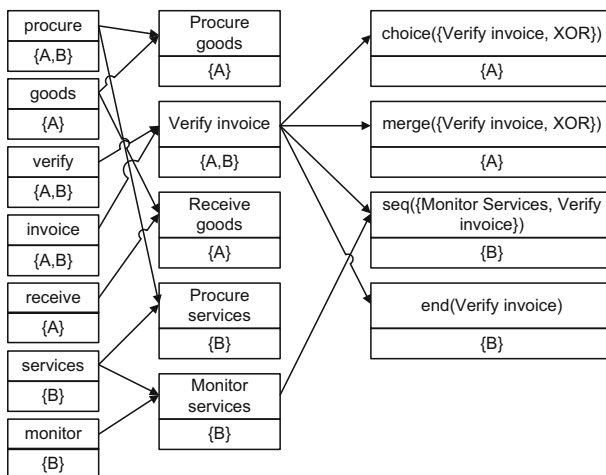 procure
{A,B}
goods
{A}
verify
{A,B}
invoice
{A,B}
receive
{A}
services
{B}
monitor
{B}
Procure
goods
{A}
Verify invoice
{A,B}
Receive
goods
{A}
Procure
services
{B}
Monitor
services
{B}
choice({Verify invoice, XOR})
{A}
merge({Verify invoice, XOR})
{A}
seq({Monitor Services, Verify
invoice})
{B}
end(Verify invoice)
{B}